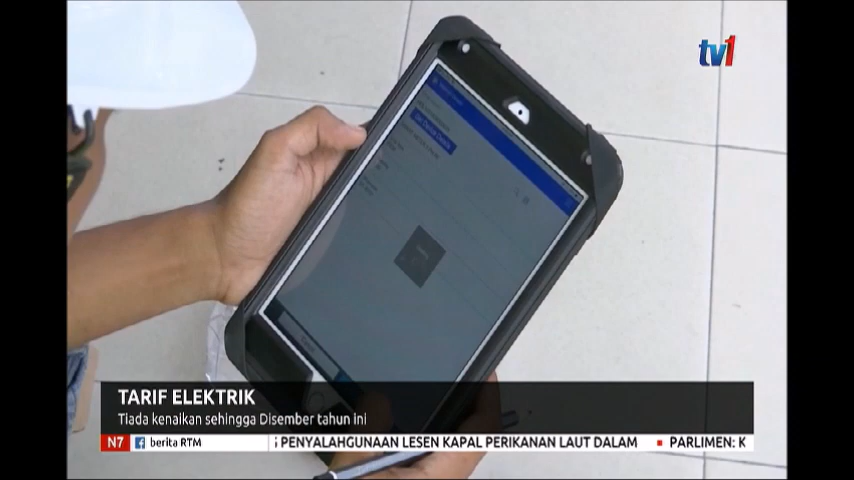 tv1
TARIF ELEKTRIK
Tiada kenaikan sehingga Disember tahun ini
N7 berita RTM PENYALAHGUNAAN LESEN KAPAL PERIKANAN LAUT DALAM ▪ PARLIMEN: K